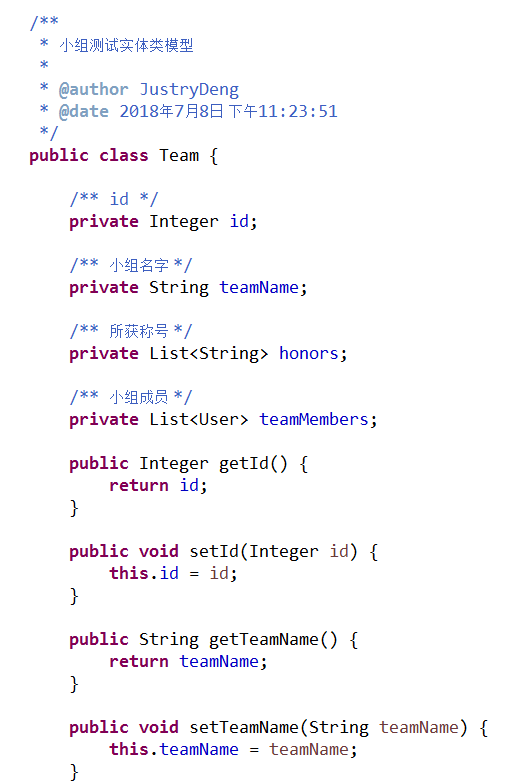 /**
 * 小组测试实体类模型
 *
 * @author JustryDeng
 * @date 2018年7月8日 下午11:23:51
 */
public class Team {

    /** id */
    private Integer id;

    /** 小组名字 */
    private String teamName;

    /** 所获称号 */
    private List<String> honors;

    /** 小组成员 */
    private List<User> teamMembers;

    public Integer getId() {
        return id;
    }

    public void setId(Integer id) {
        this.id = id;
    }

    public String getTeamName() {
        return teamName;
    }

    public void setTeamName(String teamName) {
        this.teamName = teamName;
    }